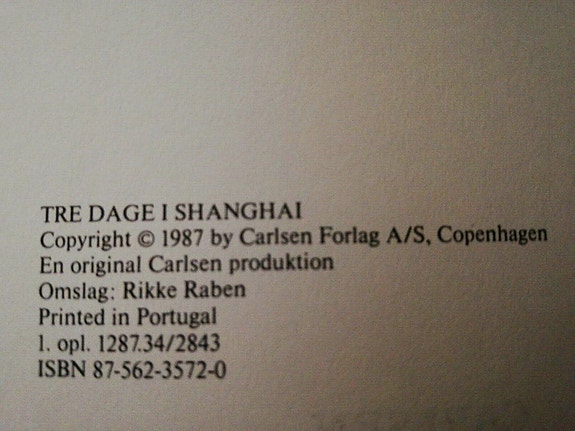 TRE DAGE I SHANGHAI
Copyright © 1987 by Carlsen Forlag A/S, Copenhagen
En original Carlsen produktion
Omslag: Rikke Raben
Printed in Portugal
1. opl. 1287.34/2843
ISBN 87-562-3572-0